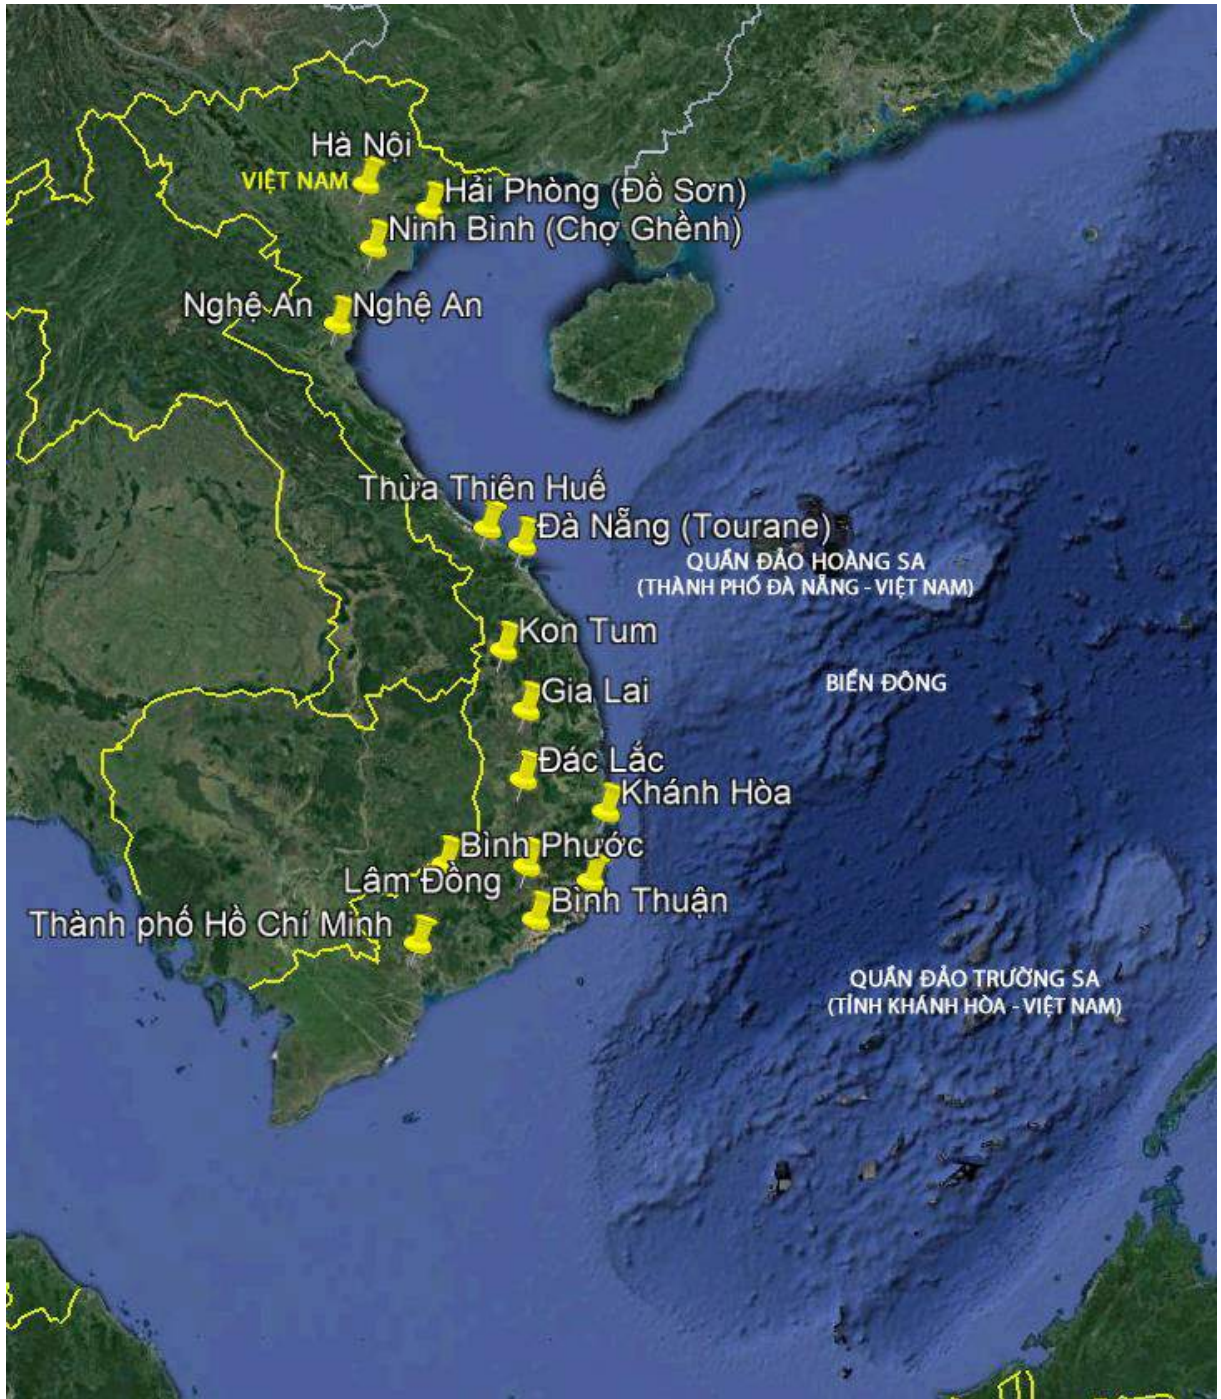 Hà Nội
VIỆT NAM
Hải Phòng (Đồ Sơn)
Ninh Bình (Chợ Ghềnh)
Nghệ An
Nghệ An
Thừa Thiên Huế
Đà Nẵng (Tourane)
QUẦN ĐẢO HOÀNG SA
(THÀNH PHỐ ĐÀ NẴNG - VIỆT NAM)
Kon Tum
BIỂN ĐÔNG
Gia Lai
Đác Lắc
Khánh Hòa
Bình Phước
Lâm Đồng
Bình Thuận
Thành phố Hồ Chí Minh
QUẦN ĐẢO TRƯỜNG SA
(TỈNH KHÁNH HÒA - VIỆT NAM)